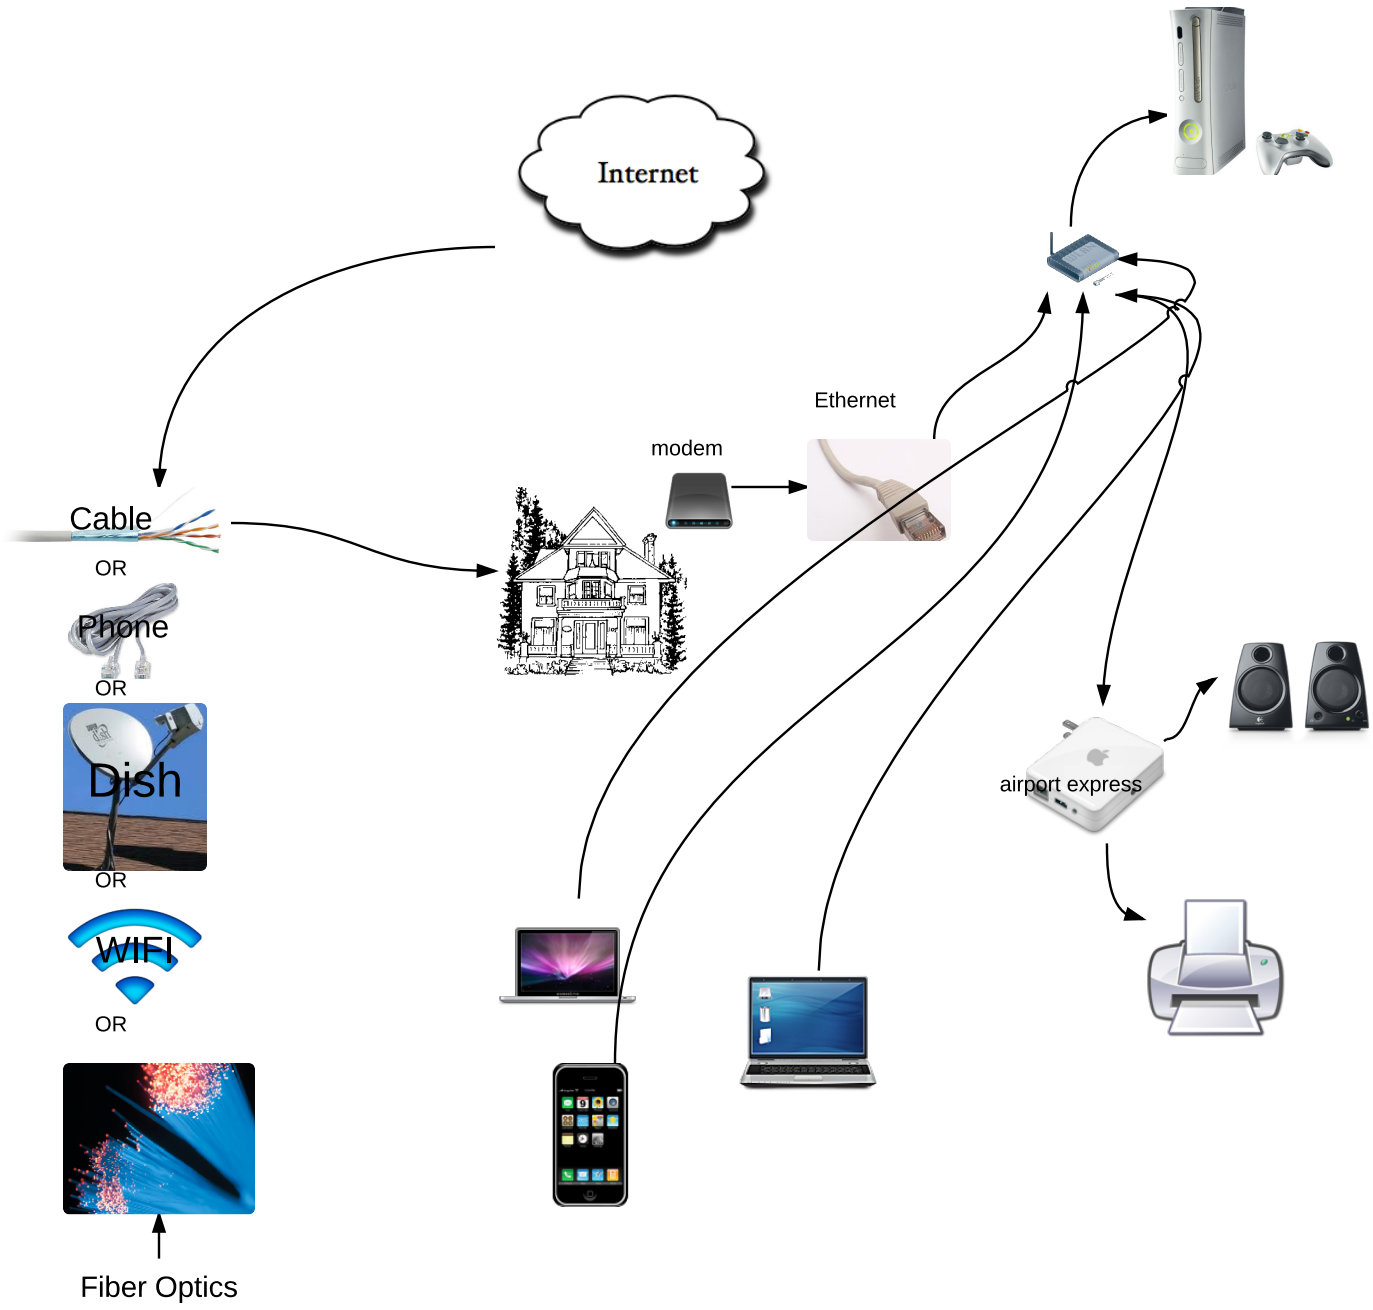 Internet
Ethernet
modem
Cable
OR
Phone
OR
Dish
OR
WIFI
OR
Fiber Optics
airport express